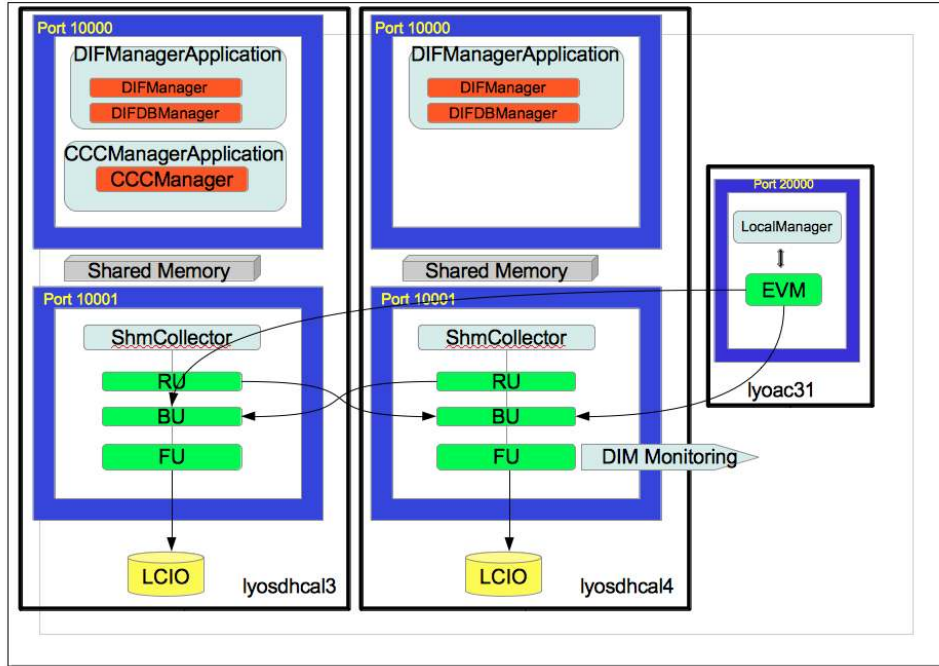 Port 10000
DIFManagerApplication
DIFManager
DIFDBManager
CCCManagerApplication
CCCManager
Shared Memory
Port 10001
ShmCollector
RU
BU
FU
LCIO
lyosdhcal3
Port 10000
DIFManagerApplication
DIFManager
DIFDBManager
Shared Memory
Port 10001
ShmCollector
RU
BU
FU
DIM Monitoring
LCIO
lyosdhcal4
Port 20000
LocalManager
EVM
lyoac31